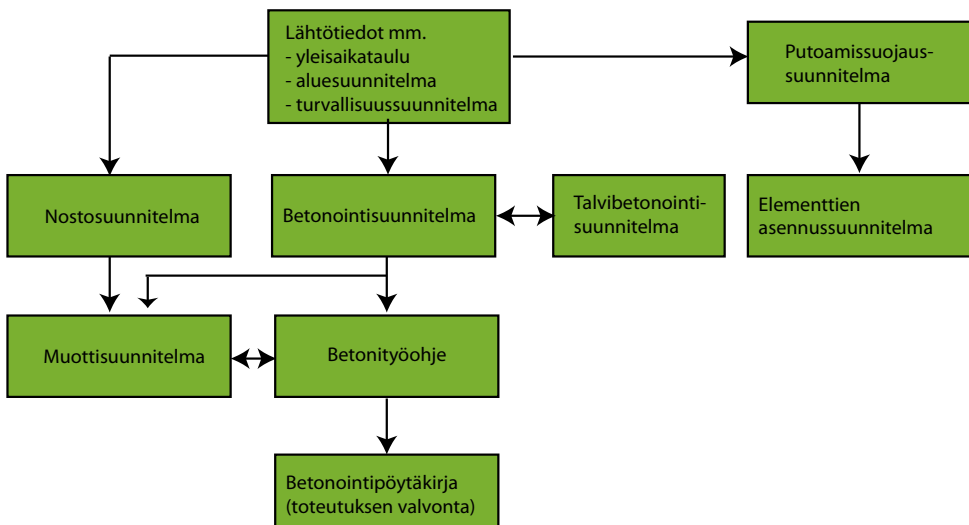 Lähtötiedot mm.
- yleisaikataulu
- aluesuunnitelma
- turvallisuussuunnitelma
Putoamissuojaus-
suunnitelma
Nostosuunnitelma
Betonointisuunnitelma
Talvibetonointi-
suunnitelma
Elementtien
asennussuunnitelma
Muottisuunnitelma
Betonityöohje
Betonointipöytäkirja
(toteutuksen valvonta)